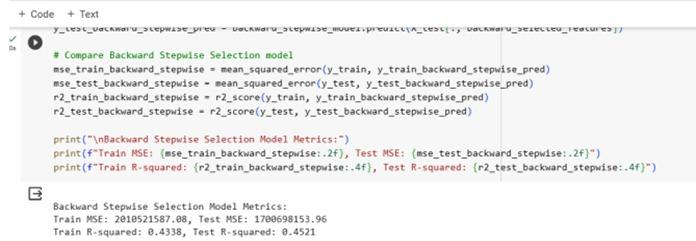 + Code + Text
y_test_backward_stepwise_pred = backward_stepwise_model.predict(X_test[:, backward_selected_features])
# Compare Backward Stepwise Selection model
mse_train_backward_stepwise = mean_squared_error(y_train, y_train_backward_stepwise_pred)
mse_test_backward_stepwise = mean_squared_error(y_test, y_test_backward_stepwise_pred)
r2_train_backward_stepwise = r2_score(y_train, y_train_backward_stepwise_pred)
r2_test_backward_stepwise = r2_score(y_test, y_test_backward_stepwise_pred)
print("\nBackward Stepwise Selection Model Metrics:")
print(f"Train MSE: {mse_train_backward_stepwise:.2f}, Test MSE: {mse_test_backward_stepwise:.2f}")
print(f"Train R-squared: {r2_train_backward_stepwise:.4f}, Test R-squared: {r2_test_backward_stepwise:.4f}")
Backward Stepwise Selection Model Metrics:
Train MSE: 2010521587.08, Test MSE: 1700698153.96
Train R-squared: 0.4338, Test R-squared: 0.4521